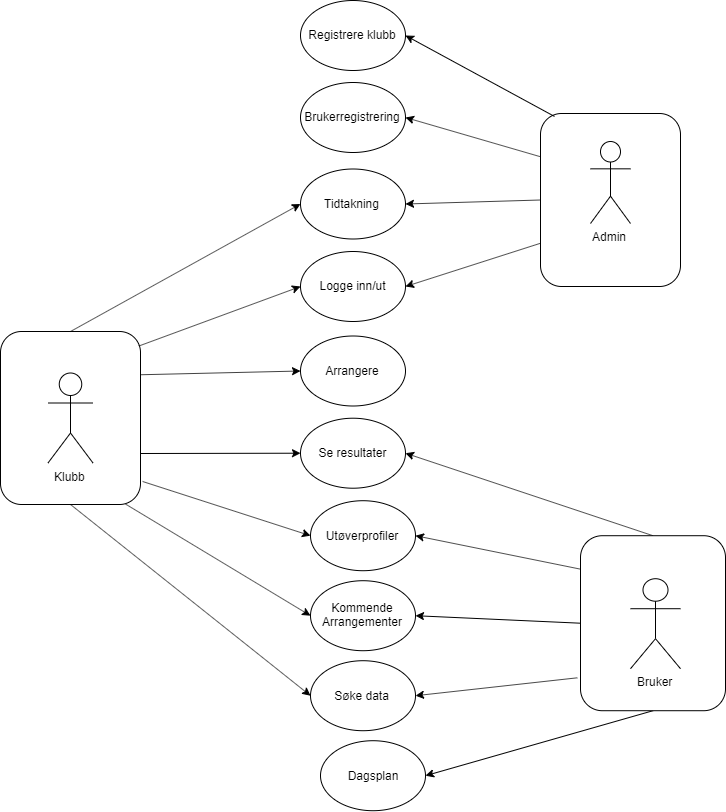 Registrere klubb
Brukerregistrering
Tidtakning
Admin
Logge inn/ut
Arrangere
Se resultater
Klubb
Utøverprofiler
Kommende
Arrangementer
Søke data
Bruker
Dagsplan